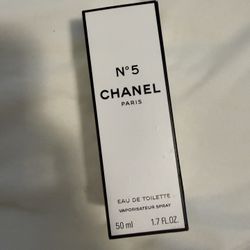 N°5
CHANEL
PARIS
EAU DE TOILETTE
VAPORISATEUR SPRAY
50 ml 1.7 FL.OZ.